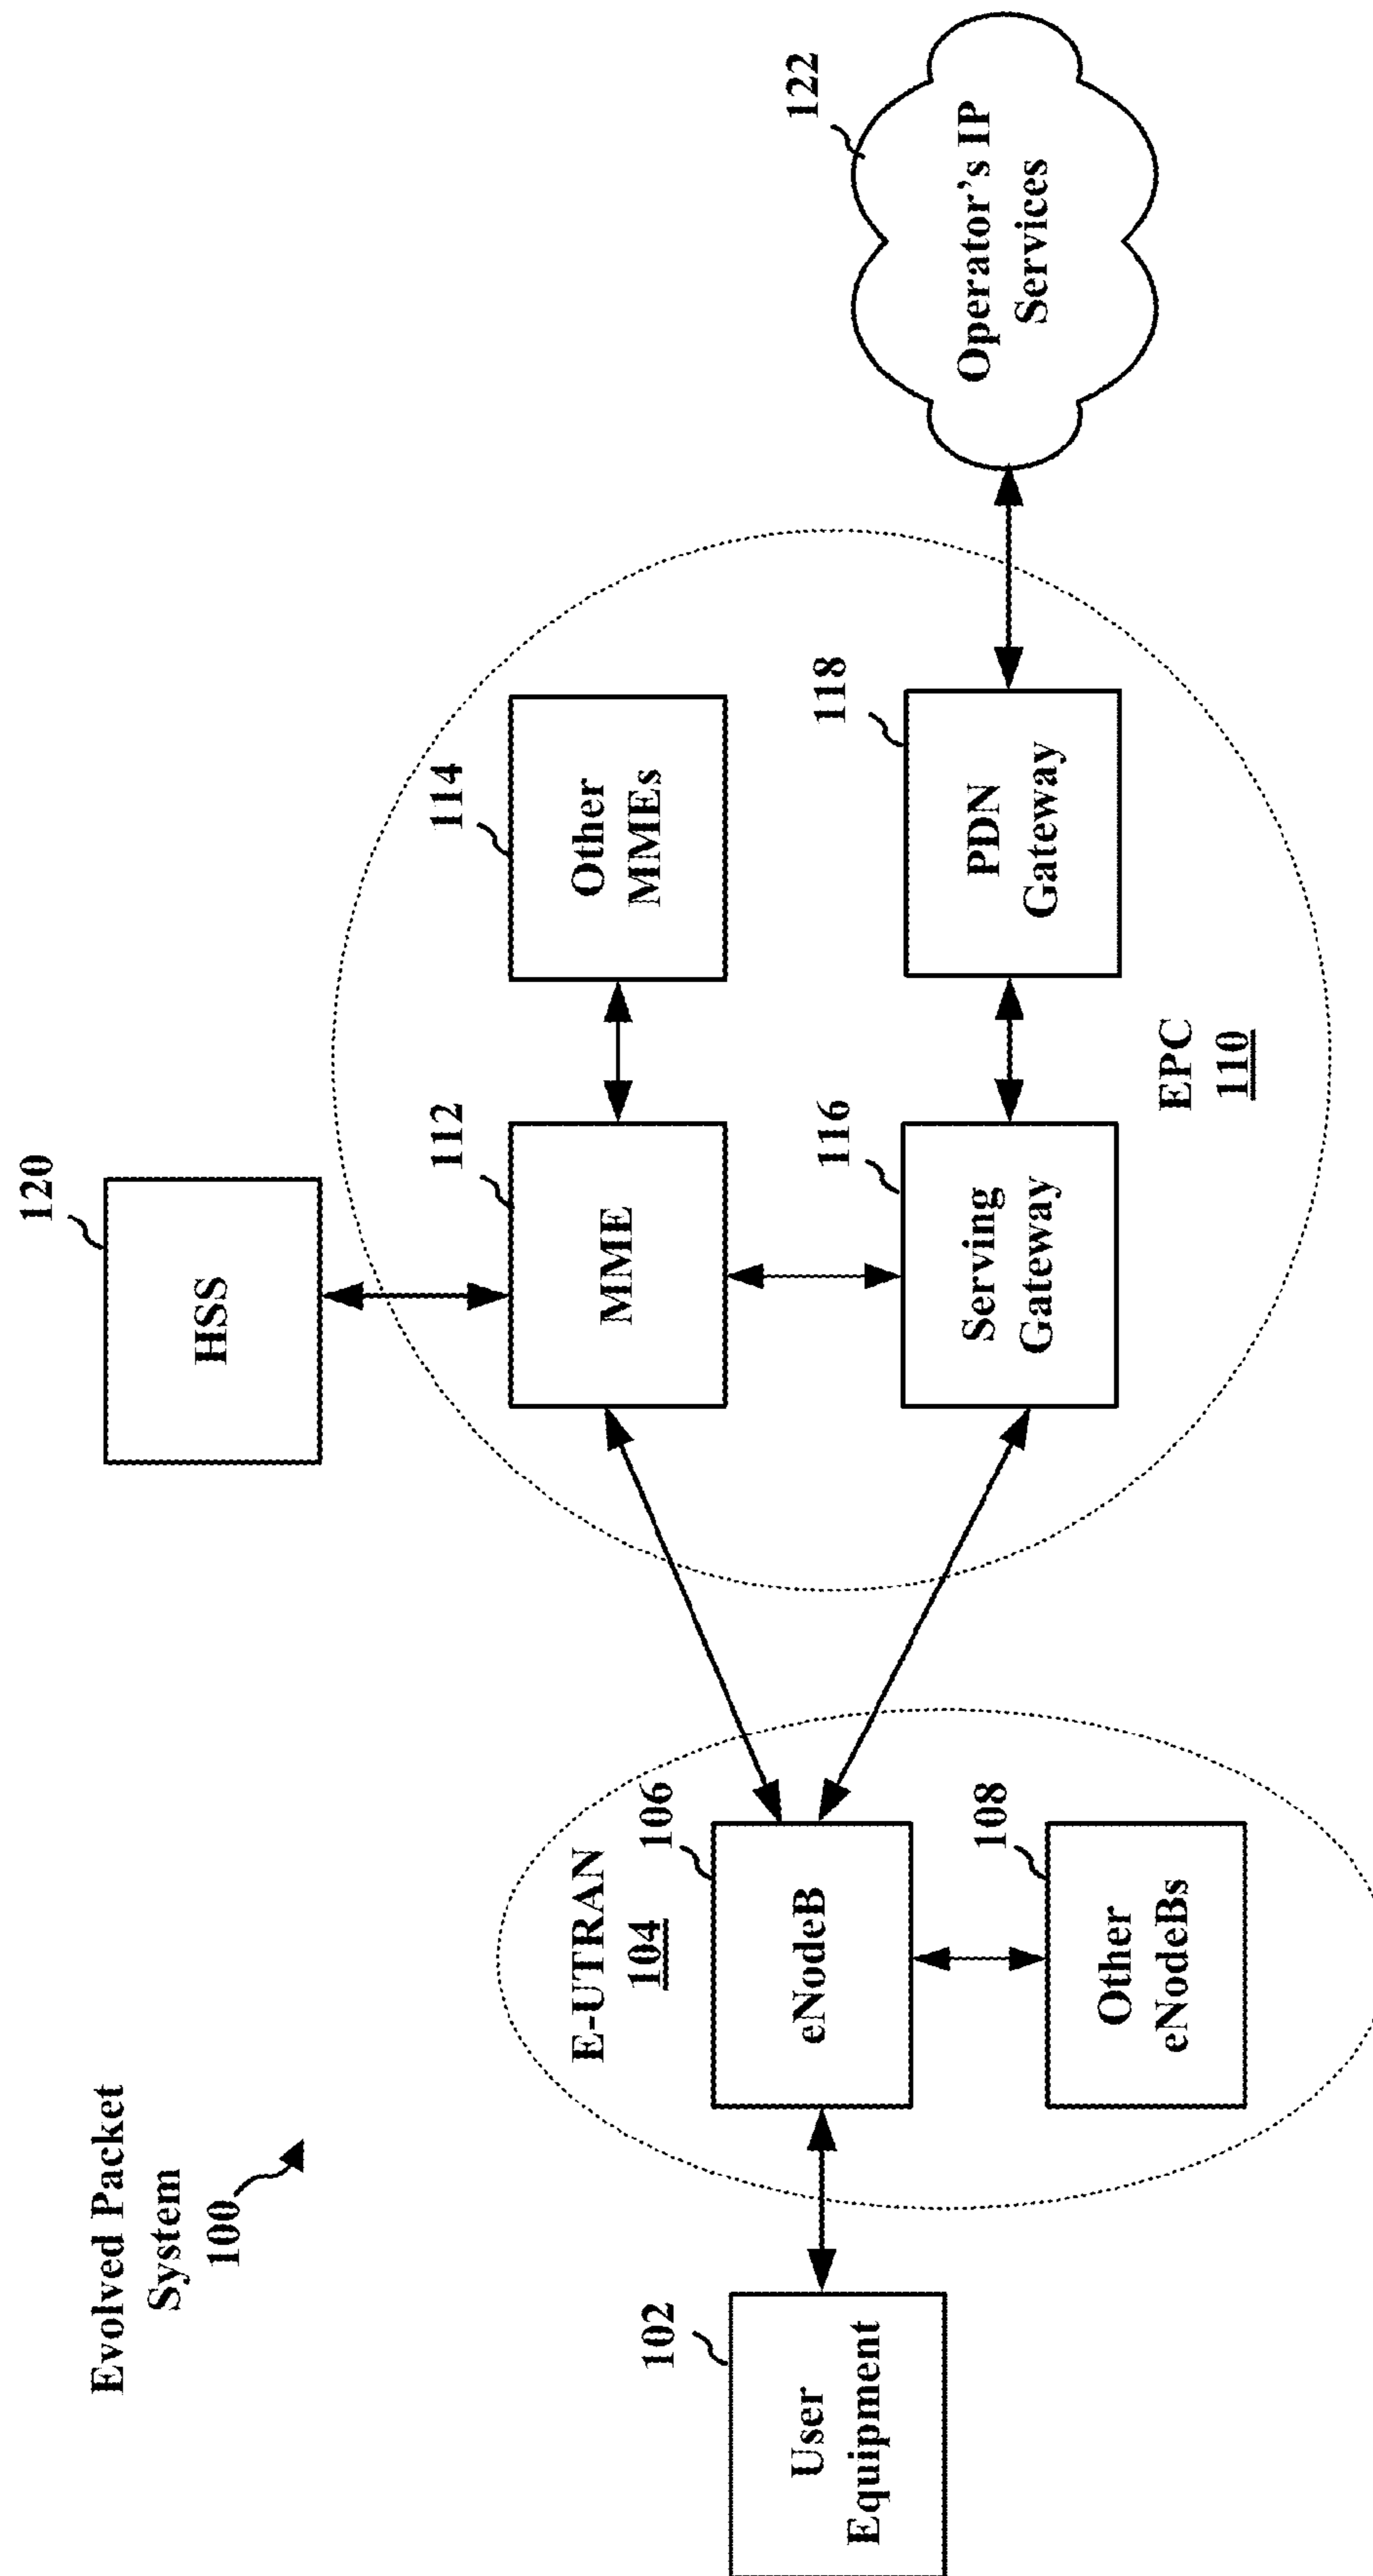 Evolved Packet
System
100
HSS
120
E-UTRAN
104
EPC
110
User
Equipment
102
eNodeB
106
Other
eNodeBs
108
MME
112
Other
MMEs
114
Serving
Gateway
116
PDN
Gateway
118
Operator's IP
Services
122